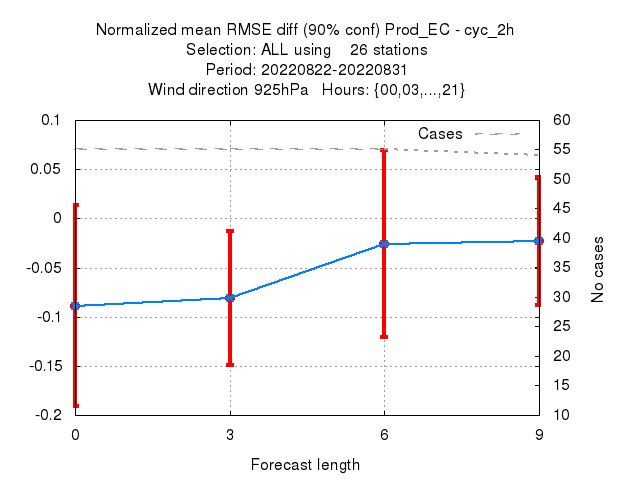 Normalized mean RMSE diff (90% conf) Prod_EC - cyc_2h
Selection: ALL using    26 stations
Period: 20220822-20220831
Wind direction 925hPa   Hours: {00,03,...,21}
Cases
0.1
0.05
0
-0.05
-0.1
-0.15
-0.2
60
55
50
45
40
35
30
25
20
15
10
No cases
0 3 6 9
Forecast length